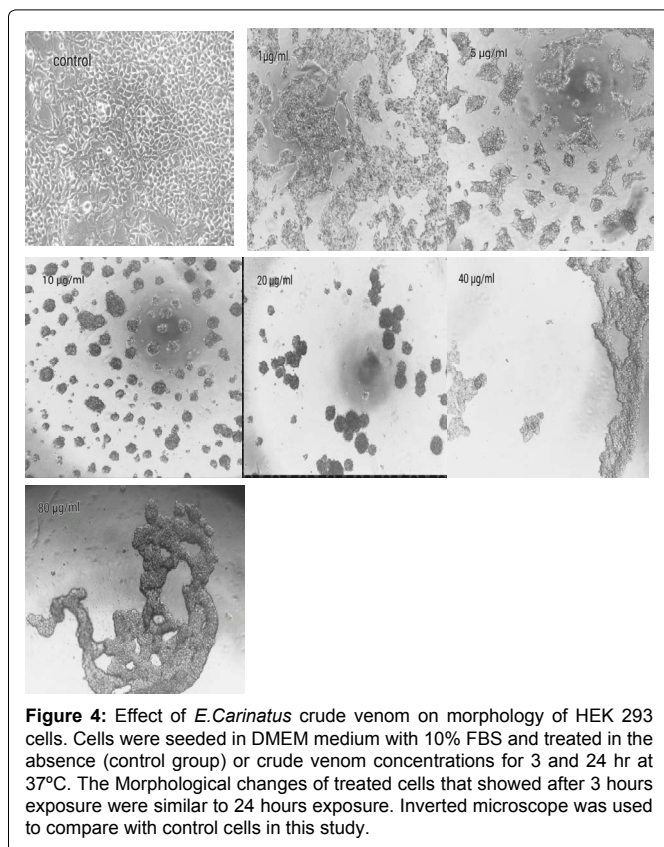 control
1µg/ml
5 µg/ml
10 µg/ml
20 µg/ml
40 µg/ml
80 µg/ml
Figure 4: Effect of E.Carinatus crude venom on morphology of HEK 293
cells. Cells were seeded in DMEM medium with 10% FBS and treated in the
absence (control group) or crude venom concentrations for 3 and 24 hr at
37ºC. The Morphological changes of treated cells that showed after 3 hours
exposure were similar to 24 hours exposure. Inverted microscope was used
to compare with control cells in this study.